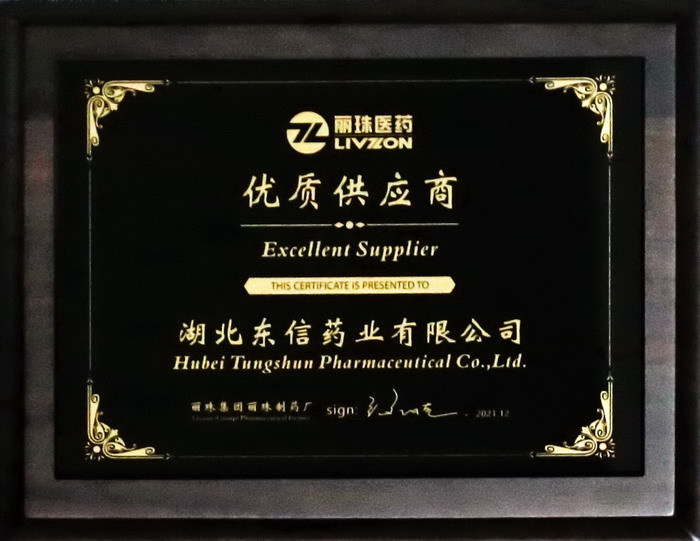 丽珠医药
LIVZON
优质供应商
Excellent Supplier
THIS CERTIFICATE IS PRESENTED TO
湖北东信药业有限公司
Hubei Tungshun Pharmaceutical Co.,Ltd.
丽珠集团丽珠制药厂 sign: 2021.12